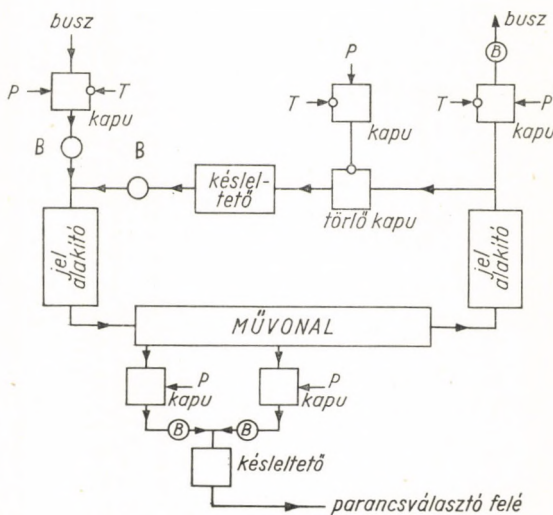 busz
busz
B
P
P
T
T
T
P
kapu
kapu
kapu
B
B
késlel-
tető
törlő kapu
jel
alakító
jel
alakító
MŰVONAL
P
kapu
P
kapu
B
B
késleltető
parancsválasztó felé